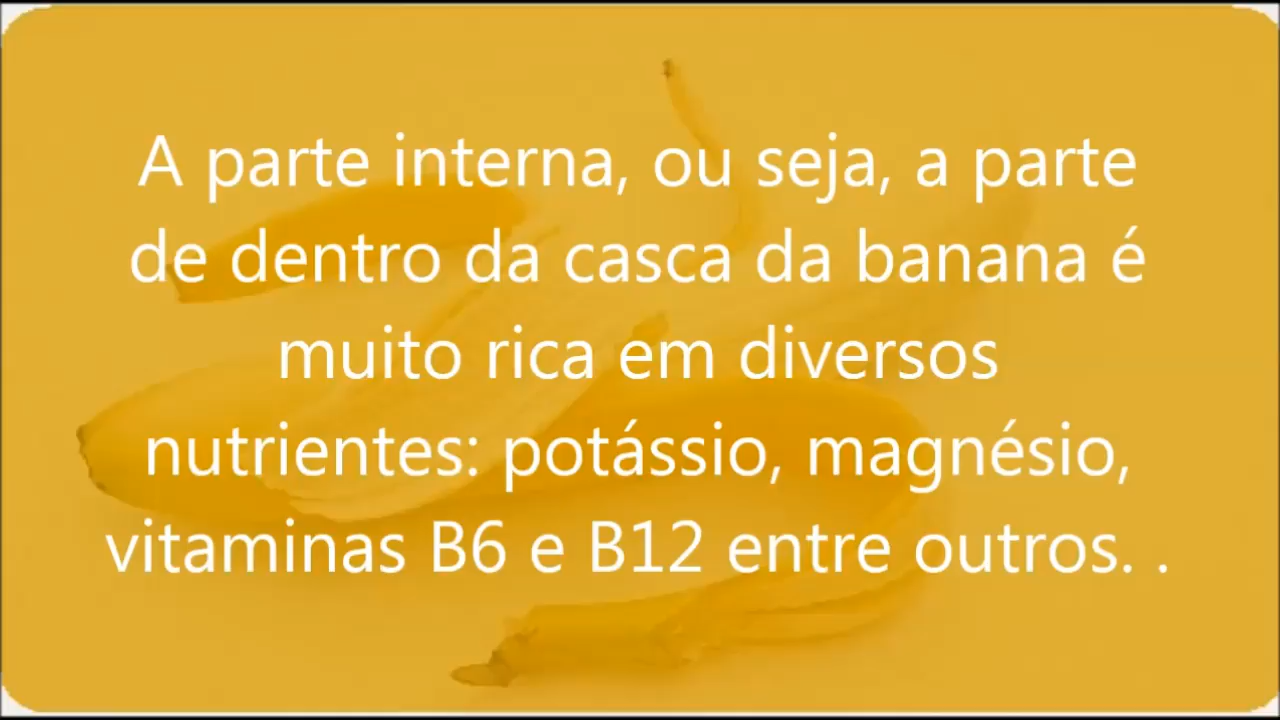 A parte interna, ou seja, a parte
de dentro da casca da banana é
muito rica em diversos
nutrientes: potássio, magnésio,
vitaminas B6 e B12 entre outros. .